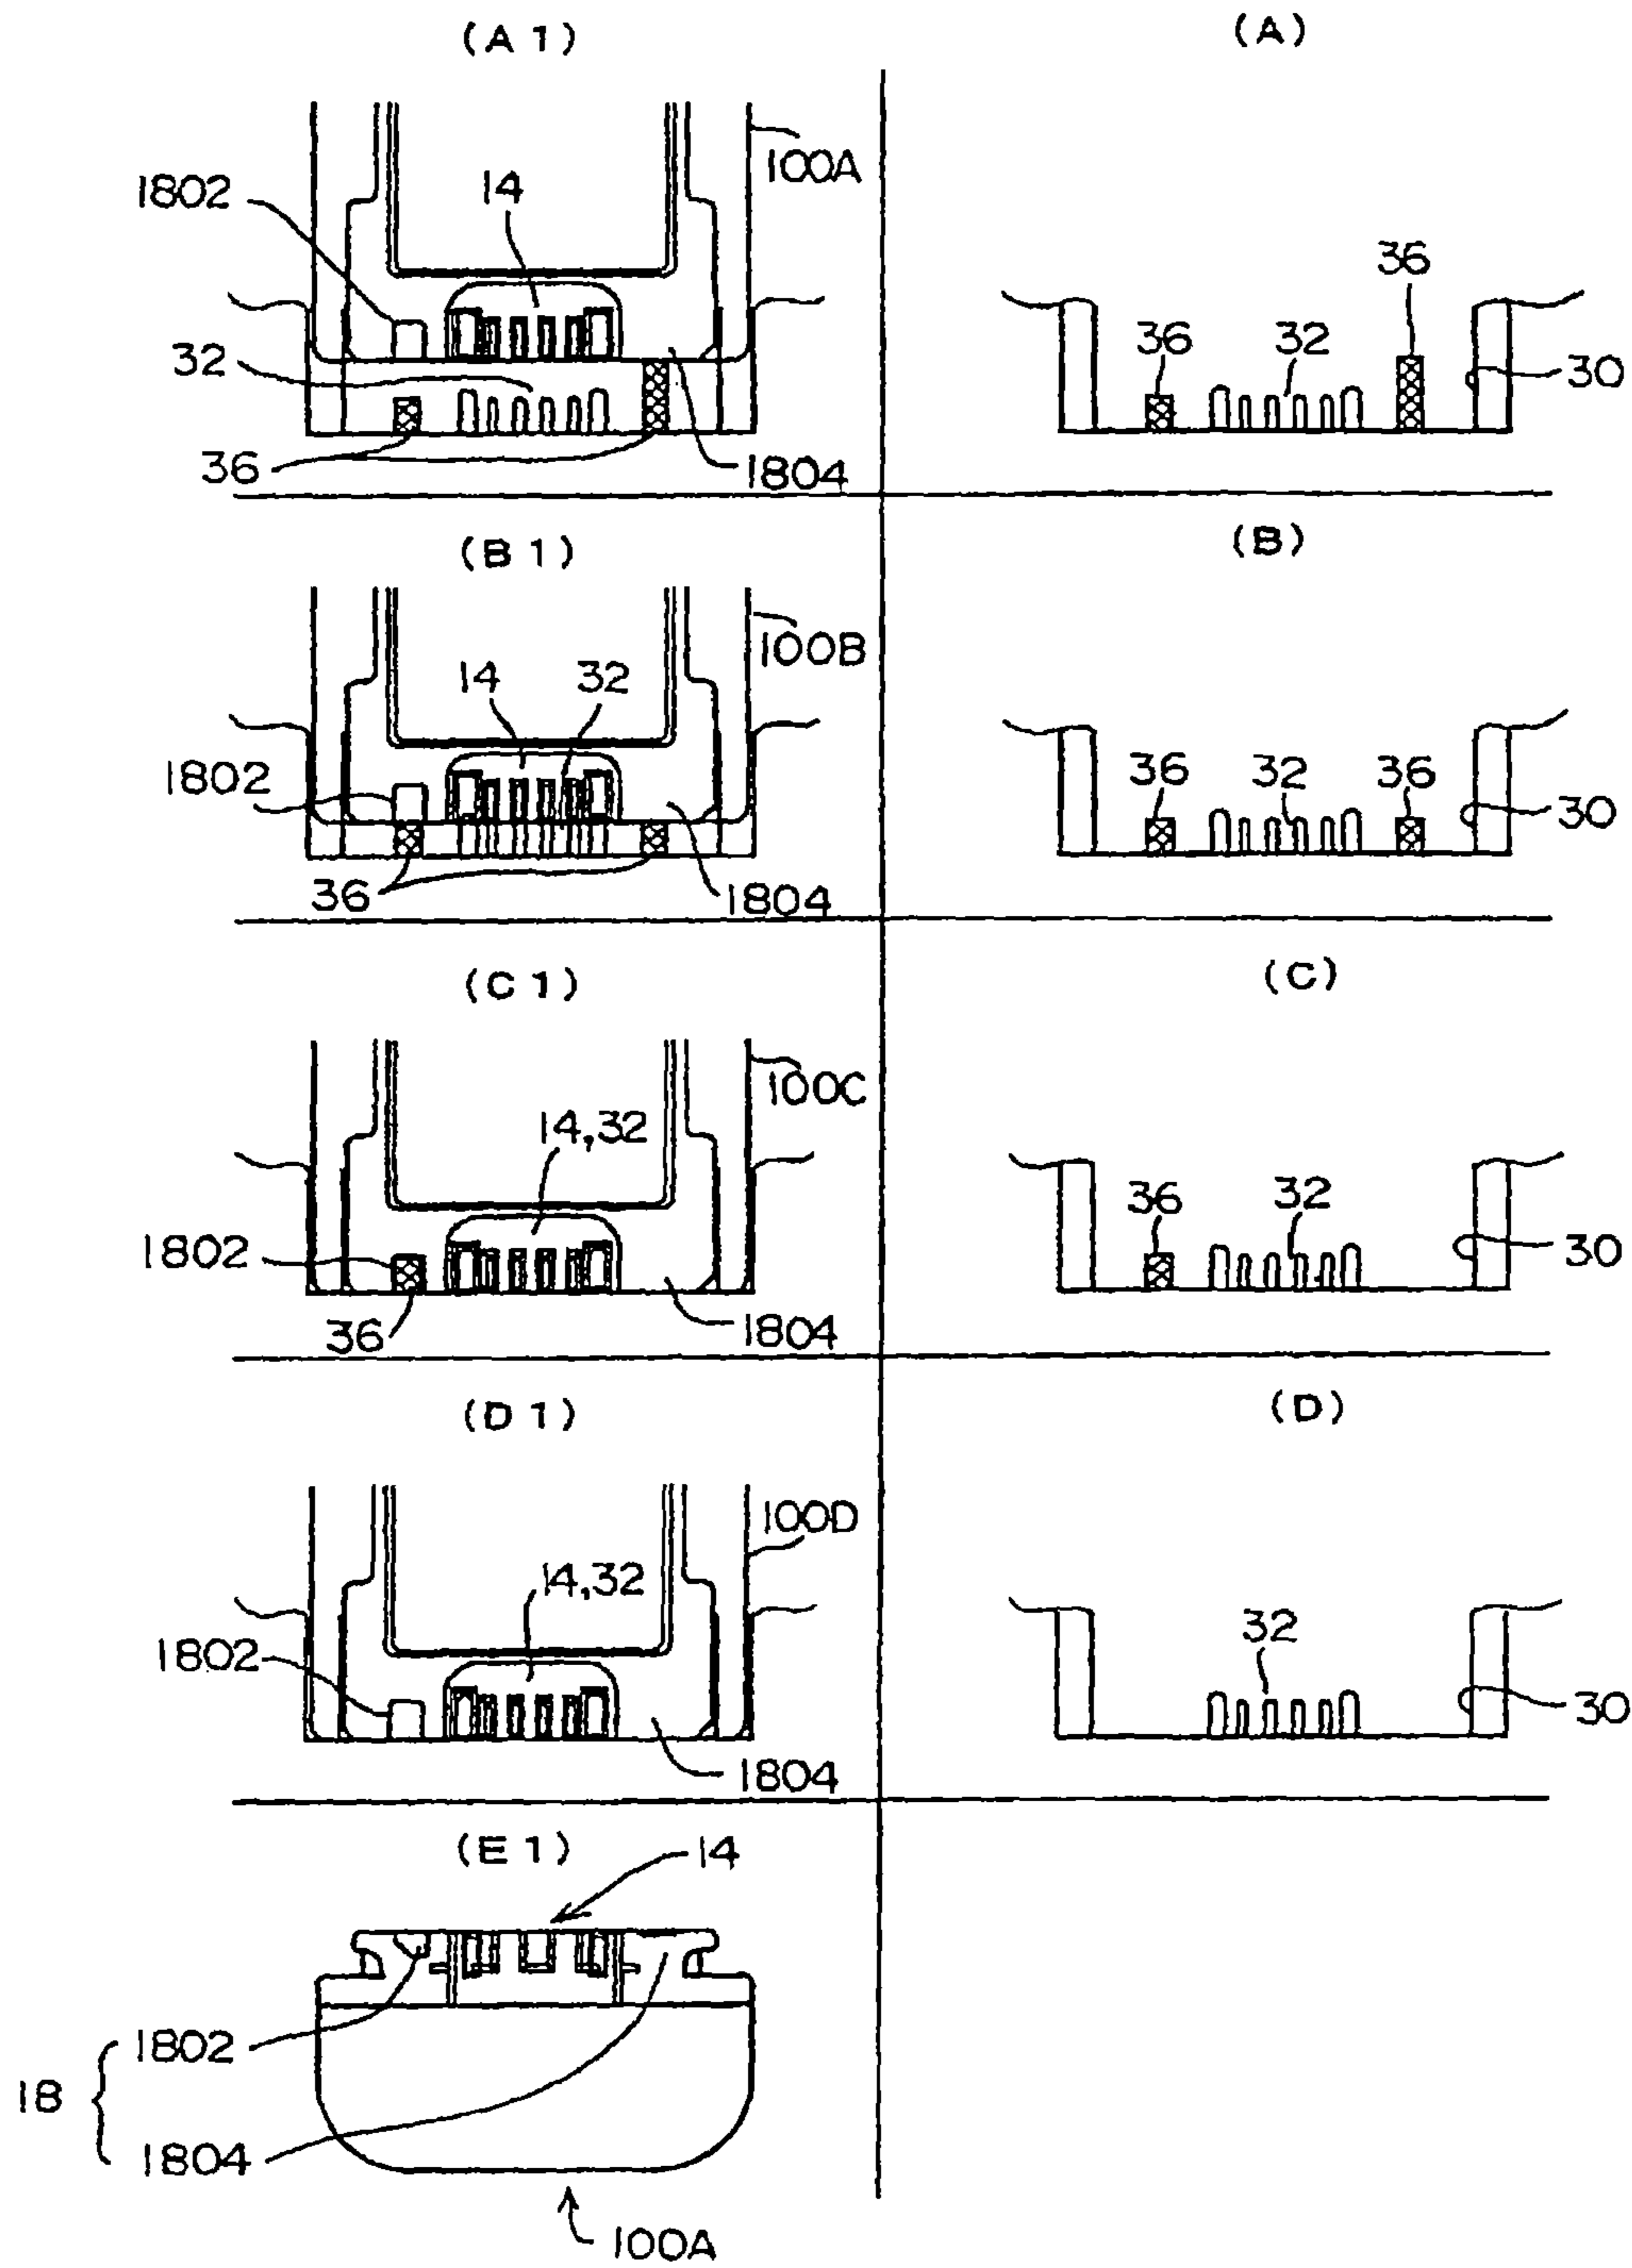 (A1) (A)
100A
1802 14
36
36 32
32 30
36 1804
(B1) (B)
100B
14 32
1802 36 32 36
30
36 1804
(C1) (C)
100C
14,32
36 32
1802 30
36 1804
(D1) (D)
100D
14,32
32
1802
30
1804
(E1) 14
1802
18
1804
100A